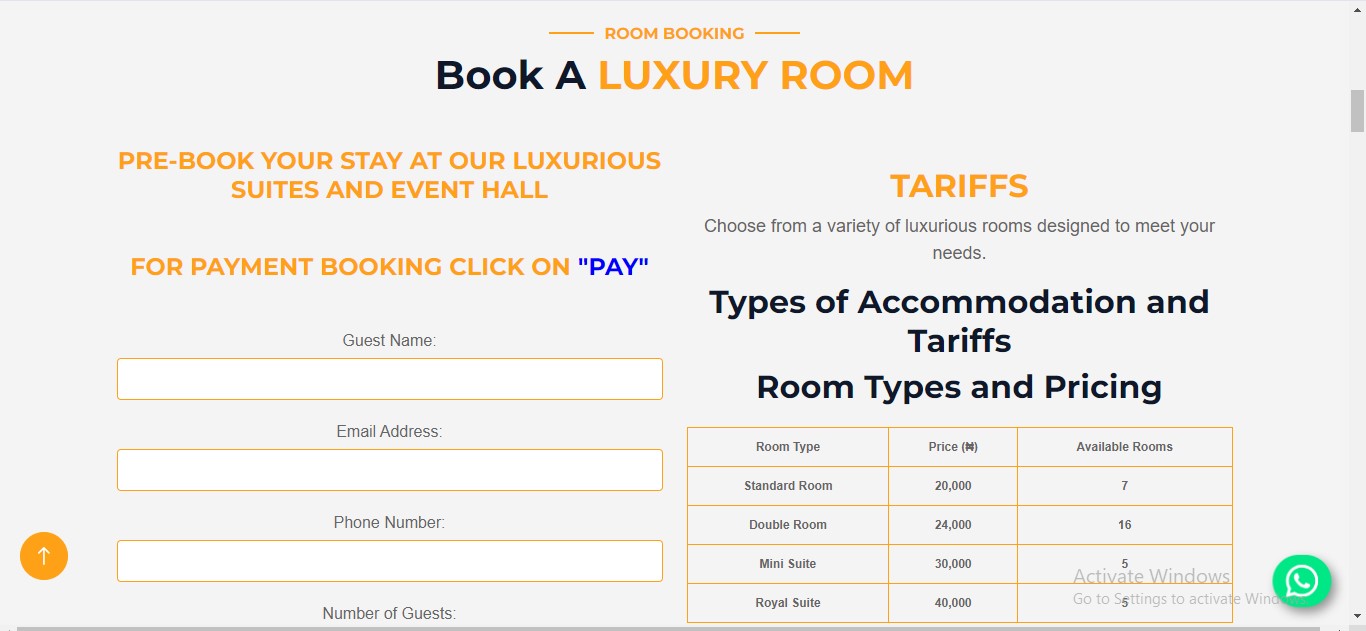 ROOM BOOKING
Book A LUXURY ROOM
PRE-BOOK YOUR STAY AT OUR LUXURIOUS
SUITES AND EVENT HALL
FOR PAYMENT BOOKING CLICK ON "PAY"
Guest Name:
Email Address:
Phone Number:
Number of Guests:
TARIFFS
Choose from a variety of luxurious rooms designed to meet your
needs.
Types of Accommodation and
Tariffs
Room Types and Pricing
Room Type Price (₦) Available Rooms
Standard Room 20,000 7
Double Room 24,000 16
Mini Suite 30,000 5
Royal Suite 40,000 5
Activate Windows
Go to Settings to activate Windows.